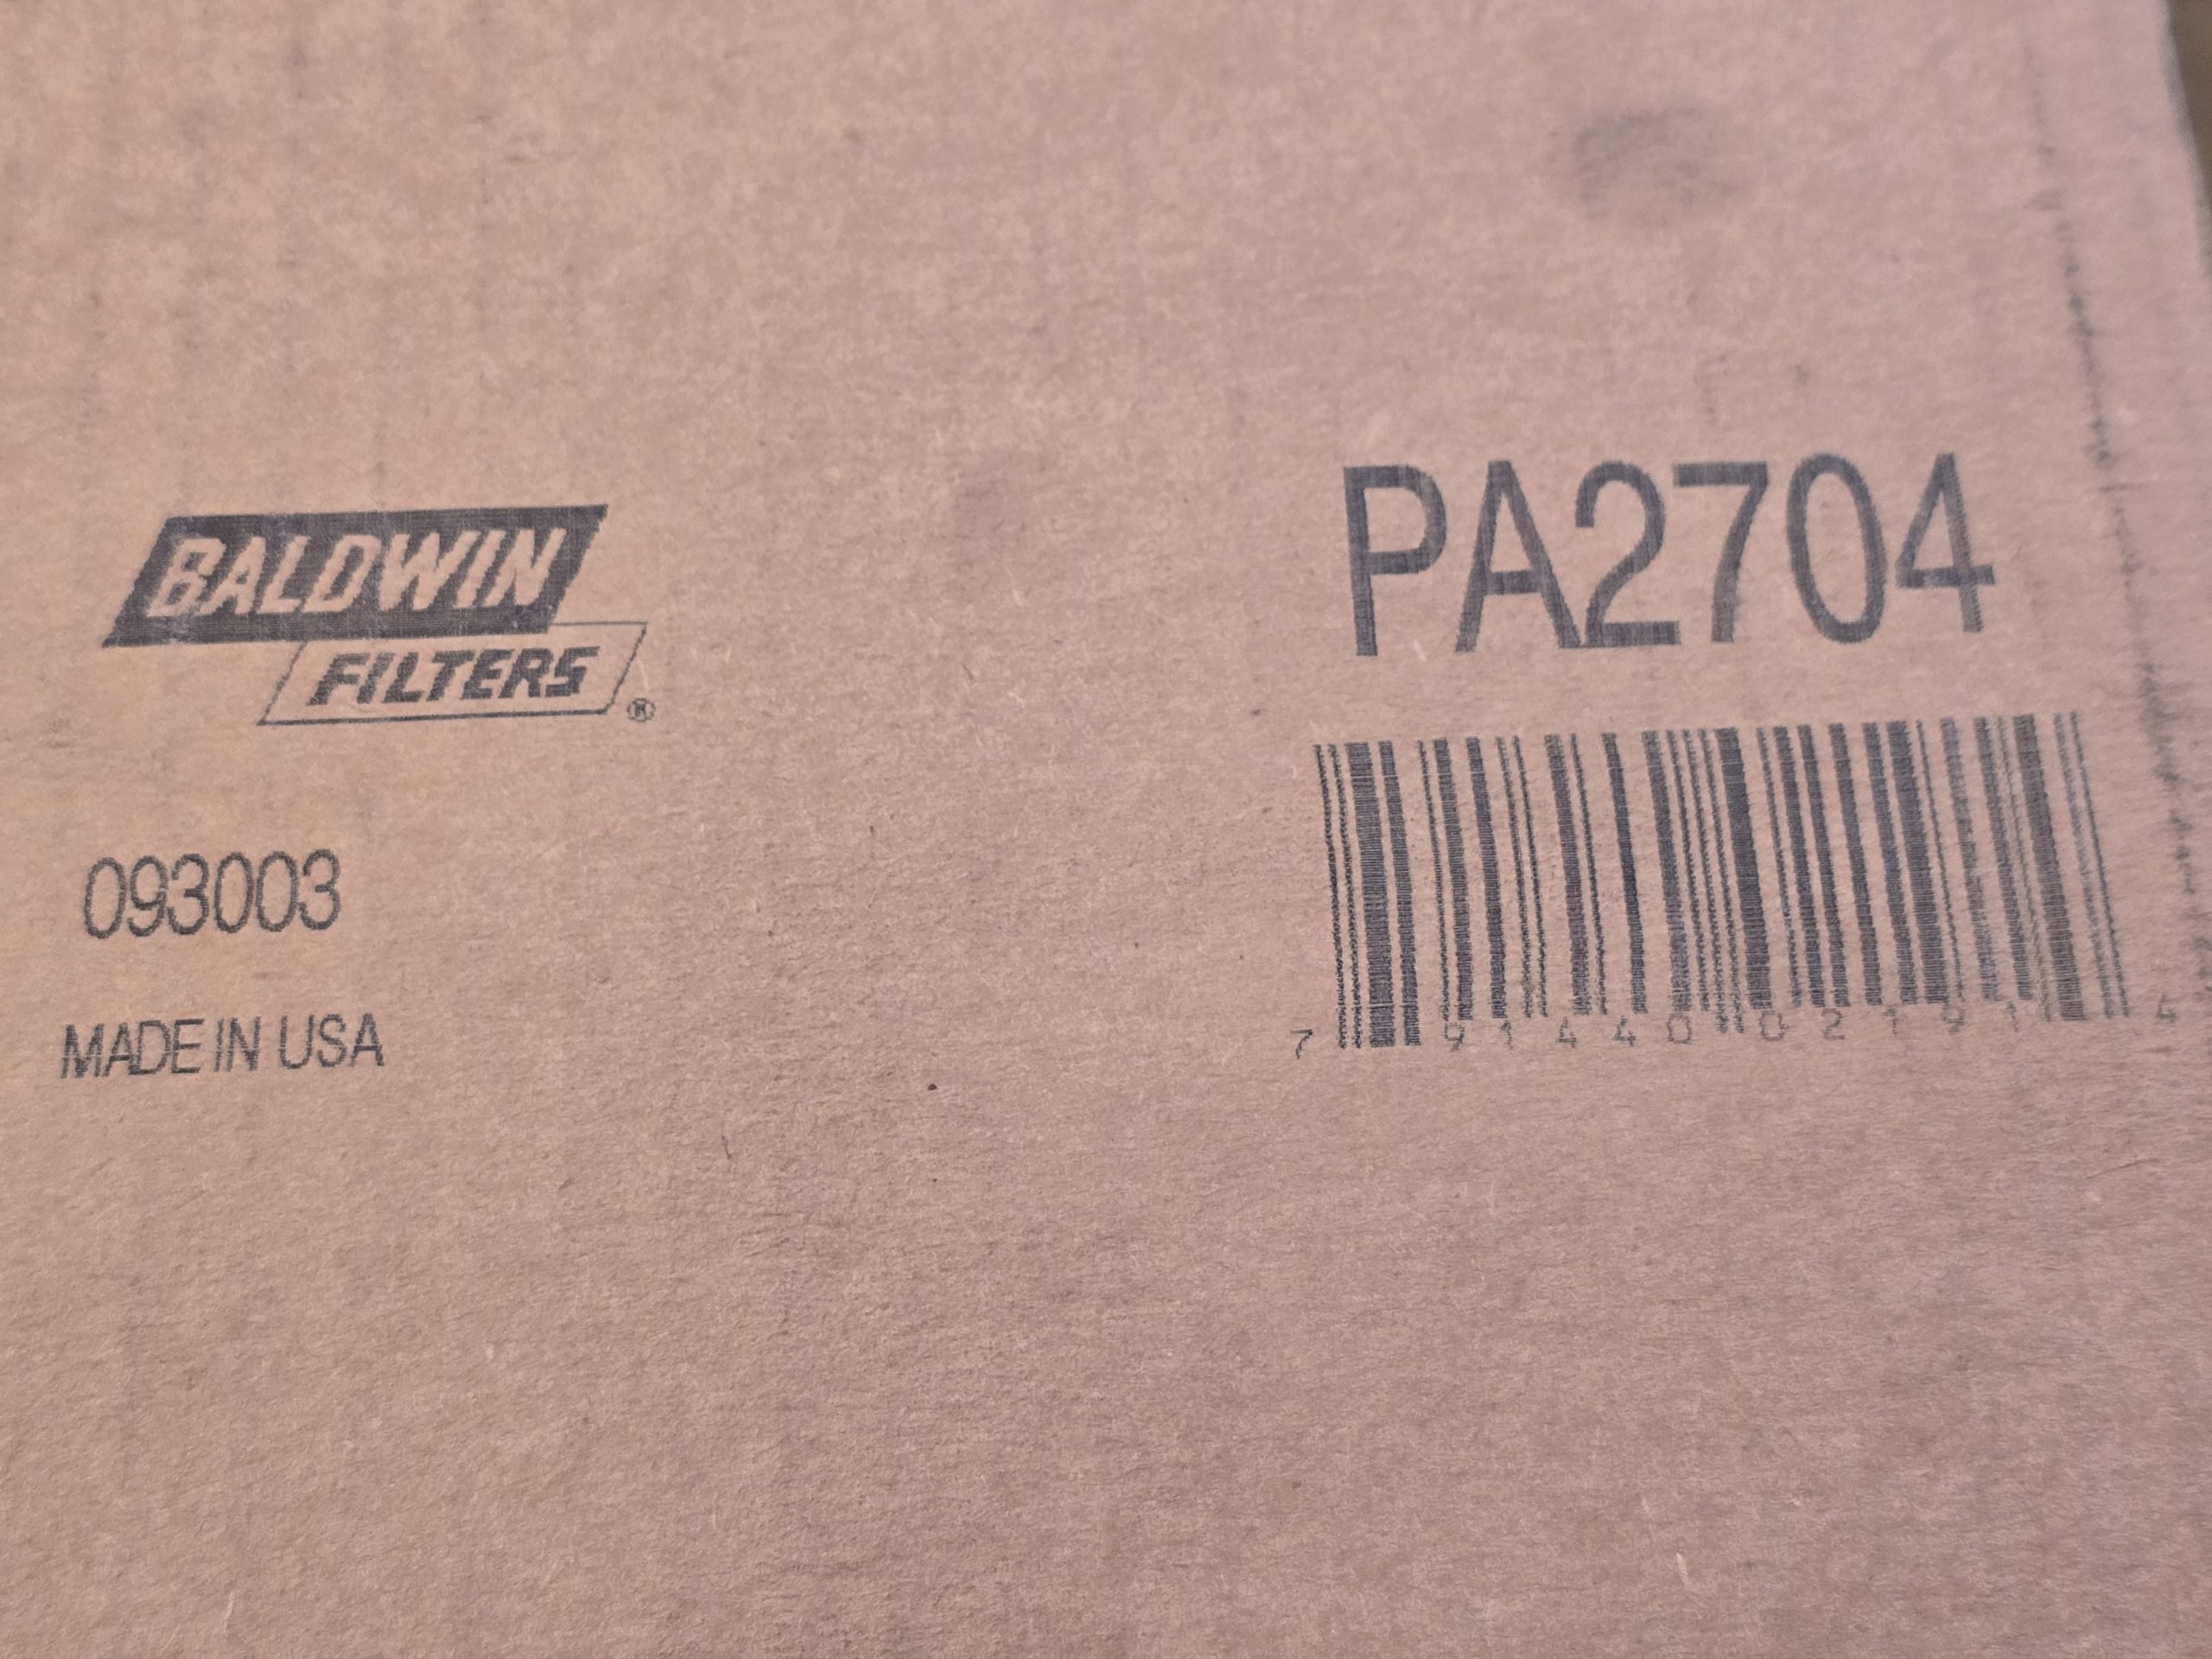 BALDWIN
FILTERS®
PA2704
7 91440 02191 4
093003
MADE IN USA